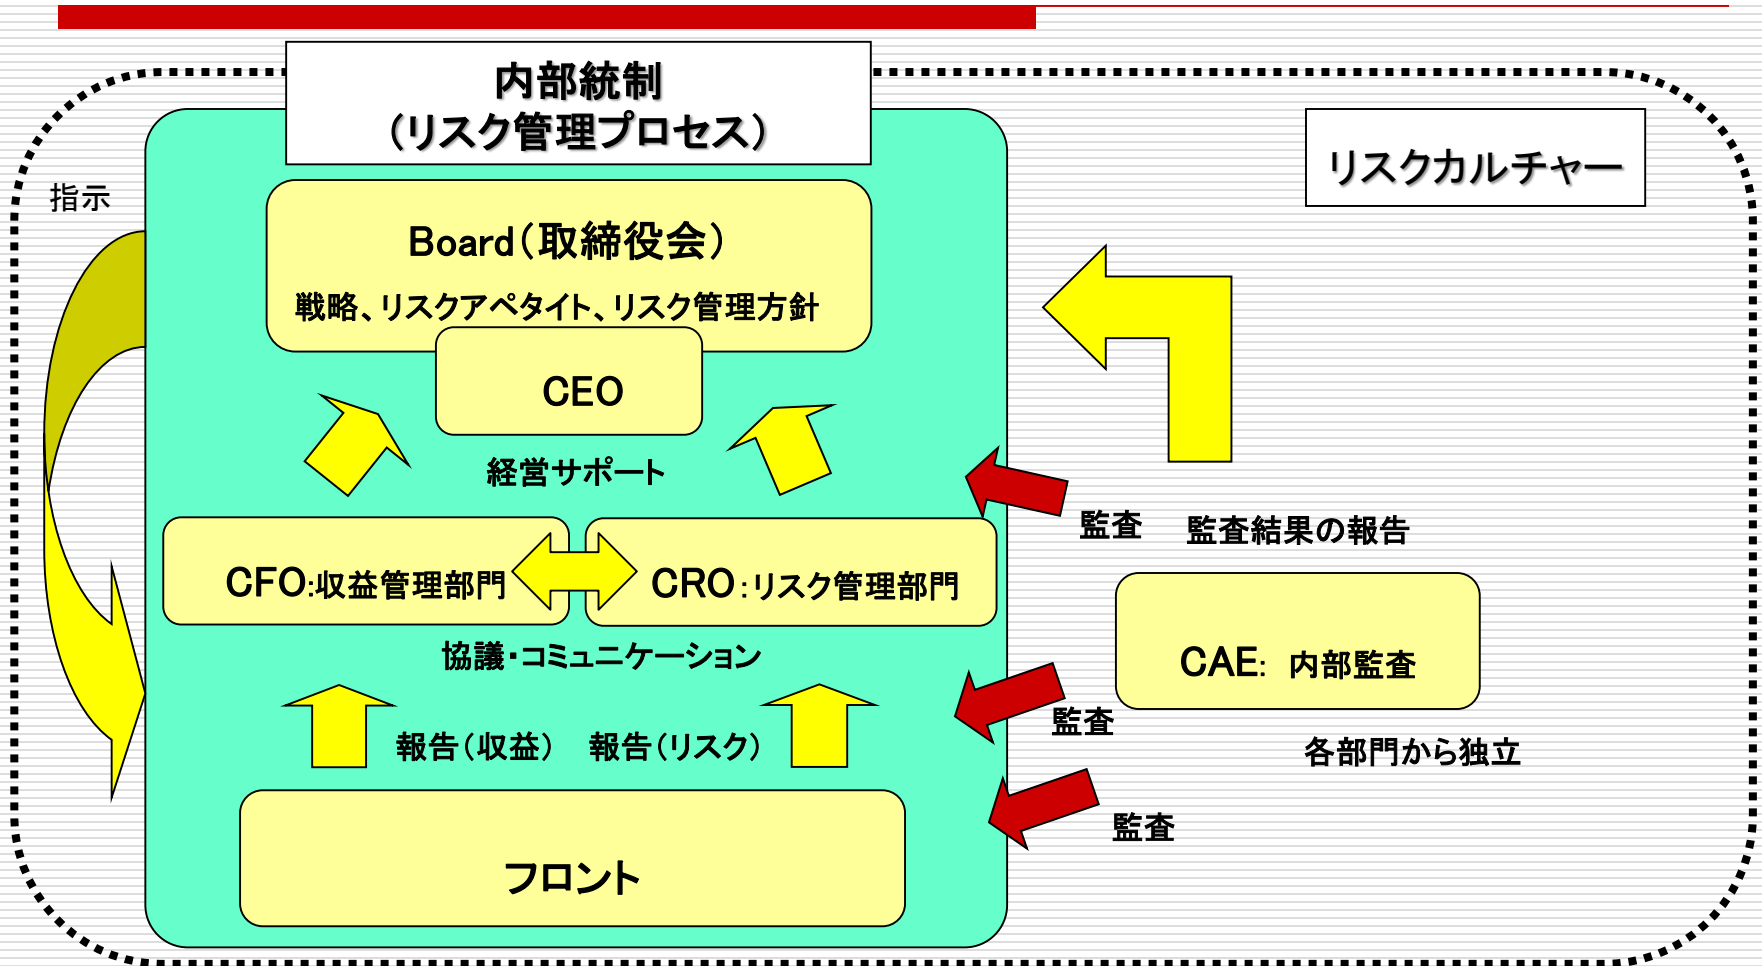 内部統制
（リスク管理プロセス）
リスクカルチャー
指示
Board（取締役会）
戦略、リスクアペタイト、リスク管理方針
CEO
経営サポート
監査
監査結果の報告
CFO:収益管理部門
CRO：リスク管理部門
協議・コミュニケーション
CAE: 内部監査
監査
報告（収益） 報告（リスク）
各部門から独立
監査
フロント